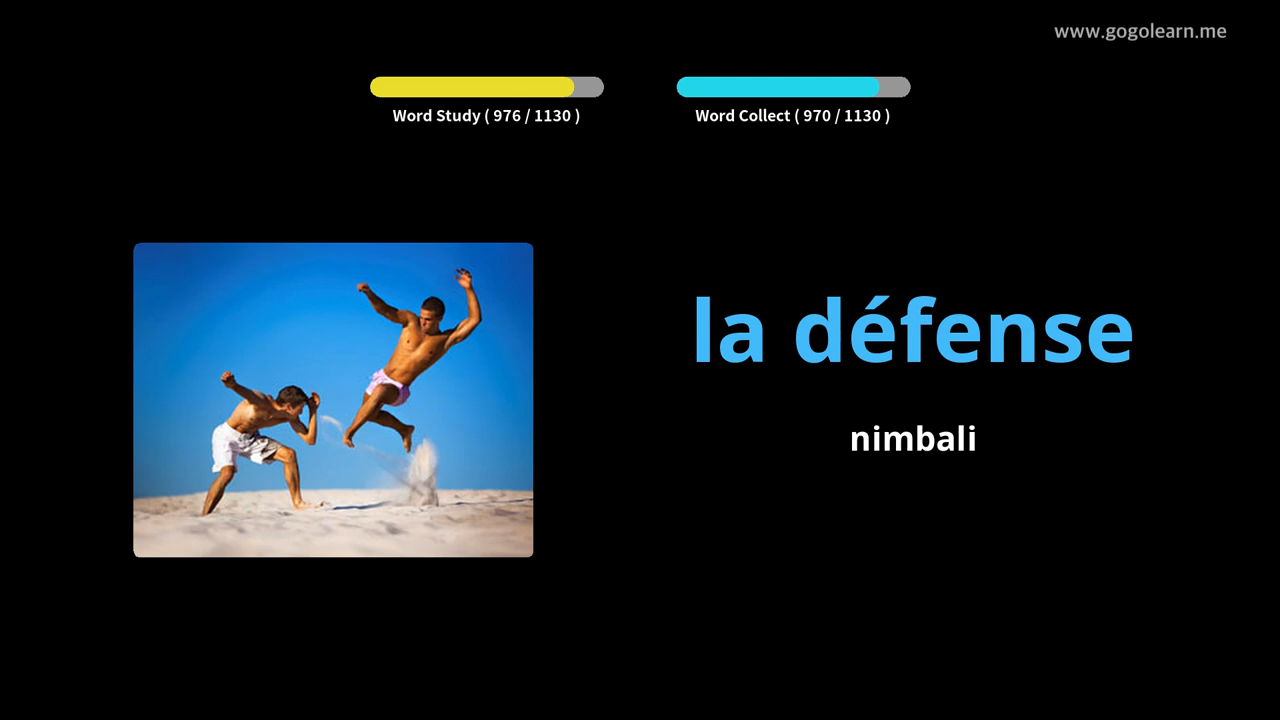 www.gogolearn.me
Word Study ( 976 / 1130 )
Word Collect ( 970 / 1130 )
la défense
nimbali